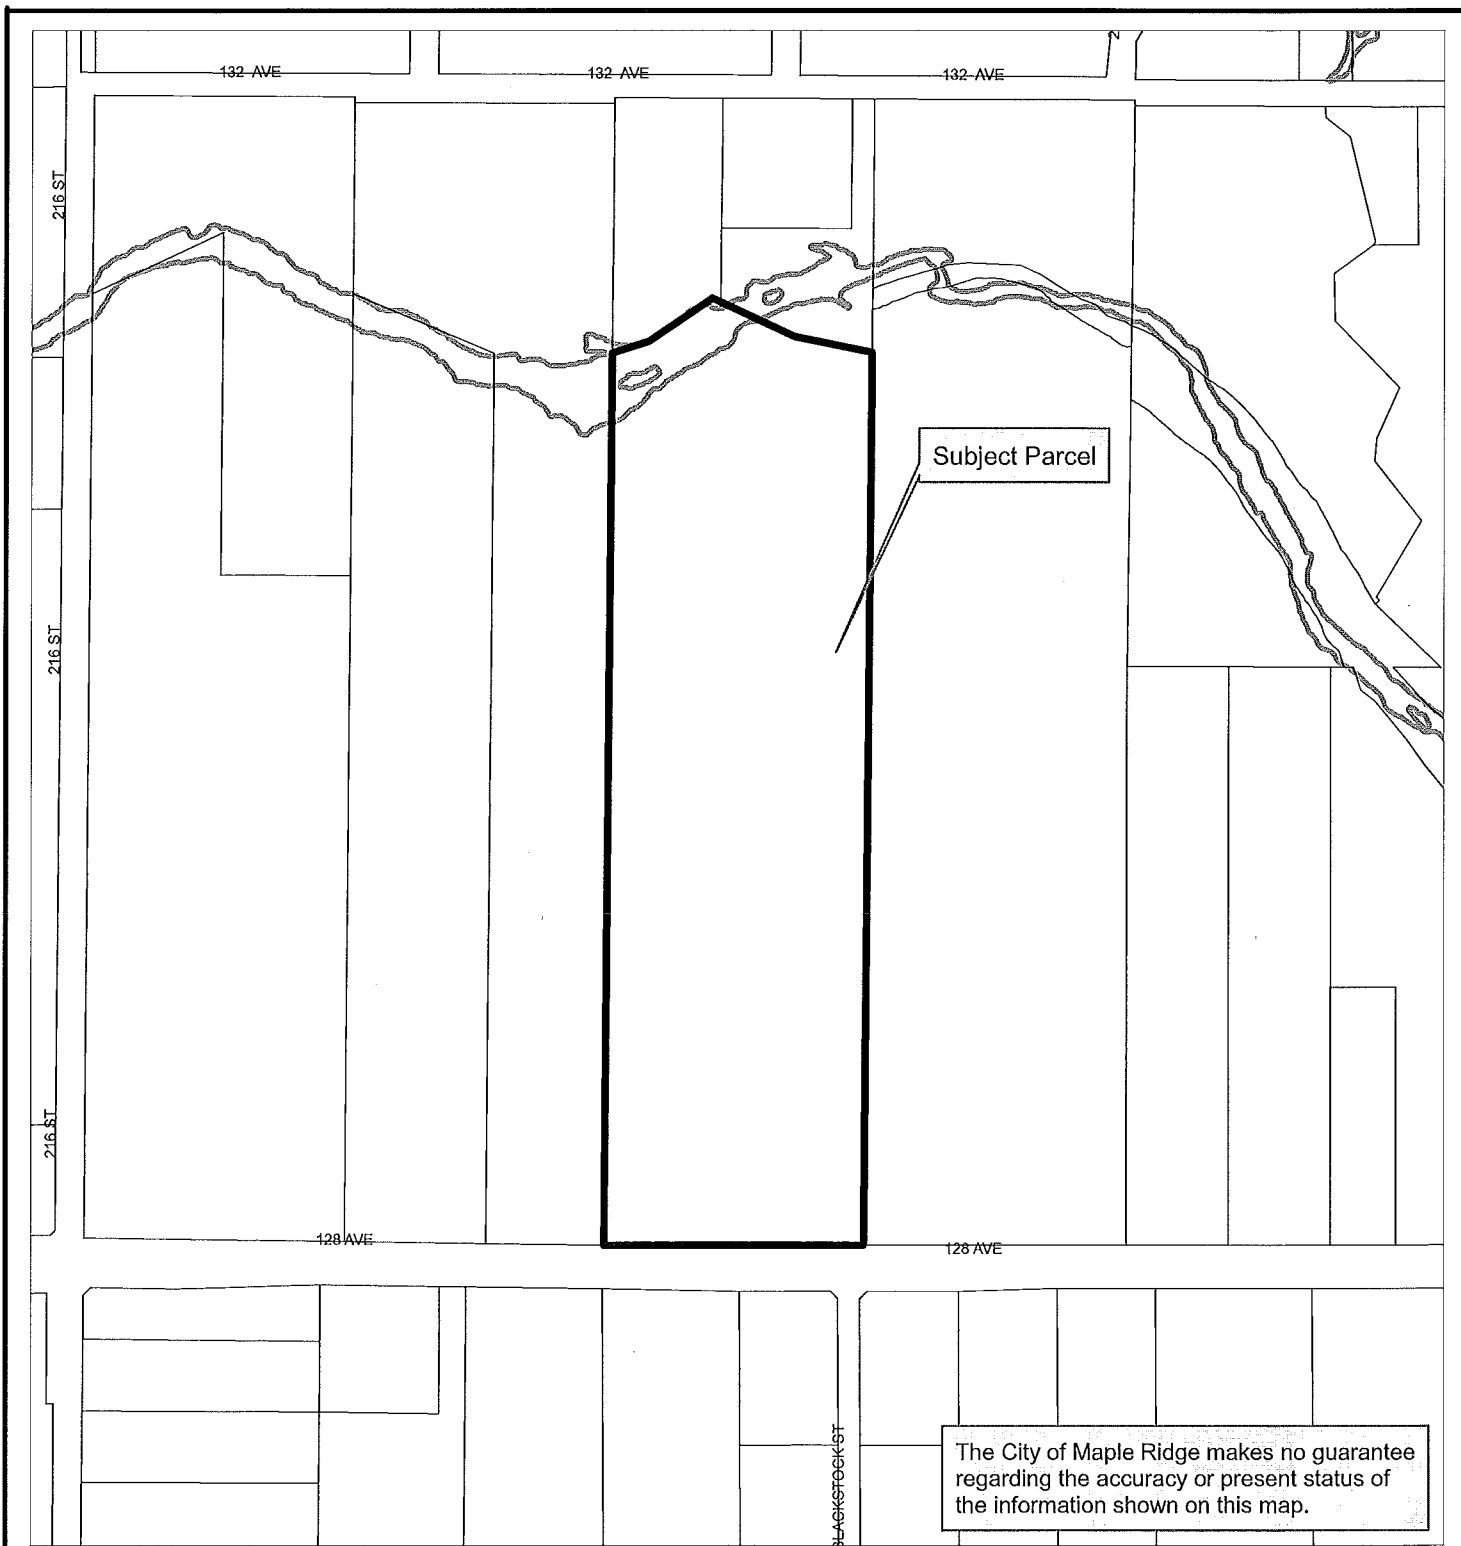 132 AVE
132 AVE
132 AVE
216 ST
Subject Parcel
216 ST
216 ST
128 AVE
128 AVE
BLACKSTOCK ST
The City of Maple Ridge makes no guarantee
regarding the accuracy or present status of
the information shown on this map.